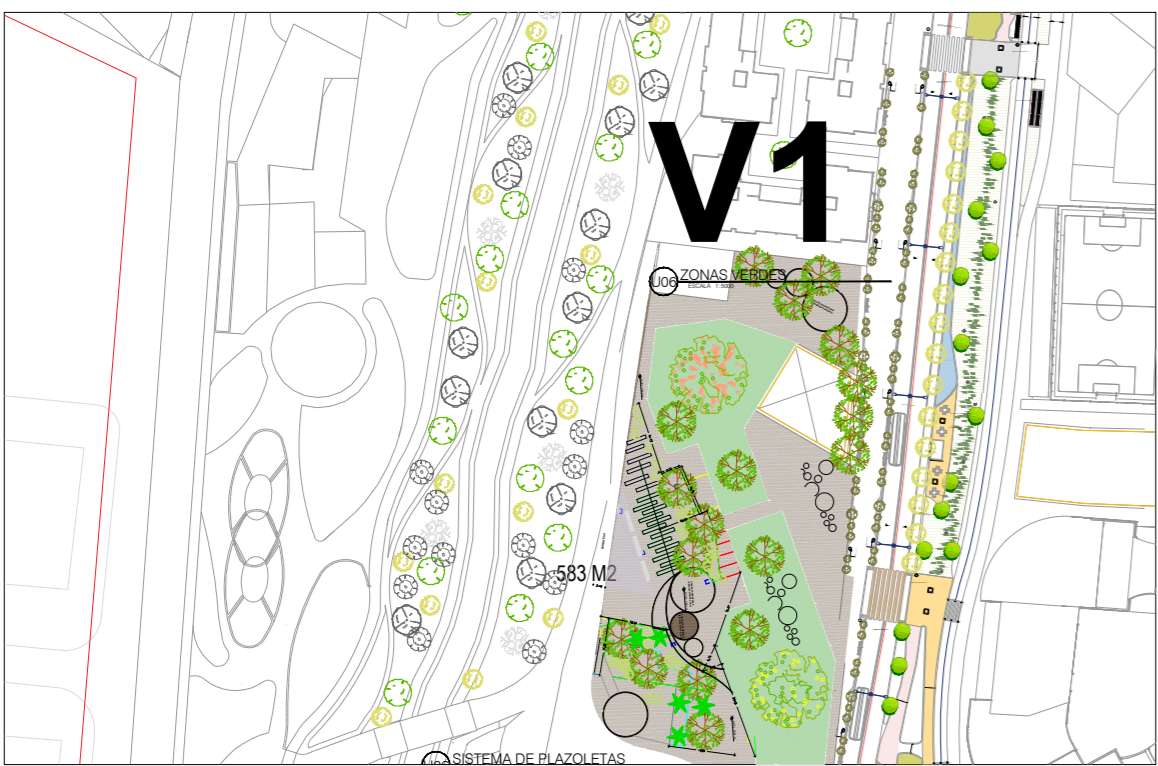 V1
U06 ZONAS VERDES
ESCALA 1:5000
583 M2
SISTEMA DE PLAZOLETAS